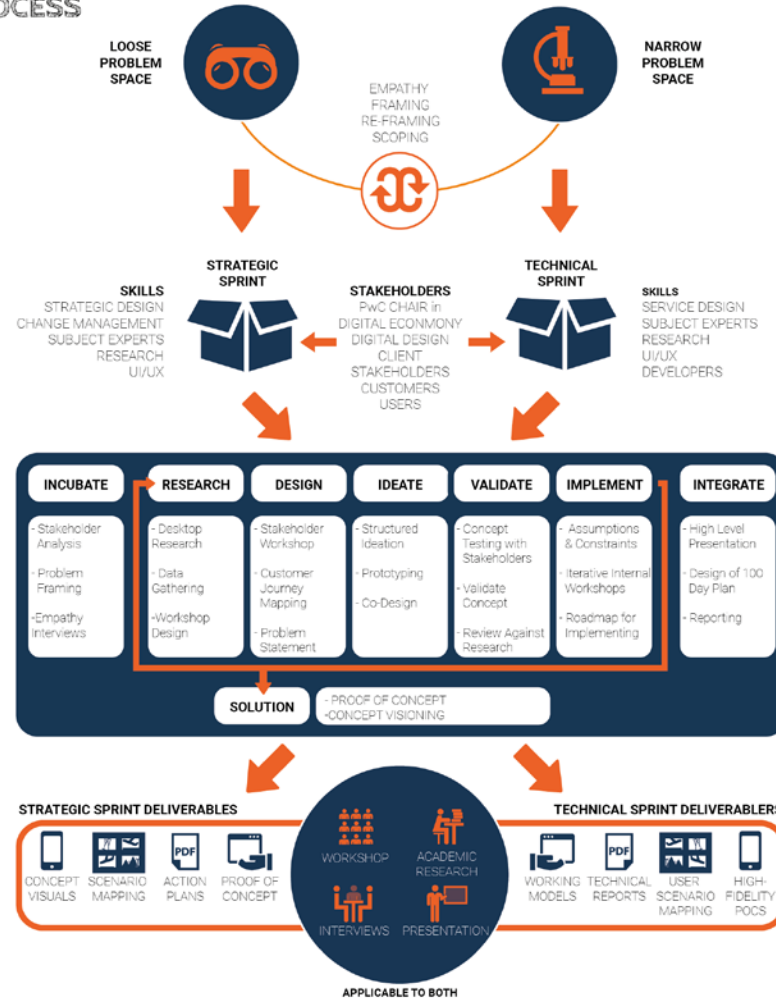 LOOSE
PROBLEM
SPACE
EMPATHY
FRAMING
RE-FRAMING
SCOPING
NARROW
PROBLEM
SPACE
STRATEGIC
SPRINT
SKILLS
STRATEGIC DESIGN
CHANGE MANAGEMENT
SUBJECT EXPERTS
RESEARCH
UI/UX
STAKEHOLDERS
PwC CHAIR in
DIGITAL ECONMONY
DIGITAL DESIGN
CLIENT
STAKEHOLDERS
CUSTOMERS
USERS
TECHNICAL
SPRINT
SKILLS
SERVICE DESIGN
SUBJECT EXPERTS
RESEARCH
UI/UX
DEVELOPERS
INCUBATE
- Stakeholder
Analysis
- Problem
Framing
-Empathy
Interviews
RESEARCH
- Desktop
Research
- Data
Gathering
-Workshop
Design
DESIGN
- Stakeholder
Workshop
- Customer
Journey
Mapping
- Problem
Statement
IDEATE
- Structured
Ideation
- Prototyping
- Co-Design
VALIDATE
- Concept
Testing with
Stakeholders
- Validate
Concept
- Review Against
Research
IMPLEMENT
- Assumptions
& Constraints
- Iterative Internal
Workshops
- Roadmap for
Implementing
INTEGRATE
- High Level
Presentation
- Design of 100
Day Plan
- Reporting
SOLUTION
- PROOF OF CONCEPT
-CONCEPT VISIONING
STRATEGIC SPRINT DELIVERABLES
PDF
CONCEPT
VISUALS
SCENARIO
MAPPING
ACTION
PLANS
PROOF OF
CONCEPT
WORKSHOP
ACADEMIC
RESEARCH
INTERVIEWS
PRESENTATION
APPLICABLE TO BOTH
TECHNICAL SPRINT DELIVERABLES
PDF
WORKING
MODELS
TECHNICAL
REPORTS
USER
SCENARIO
MAPPING
HIGH-
FIDELITY
POCS